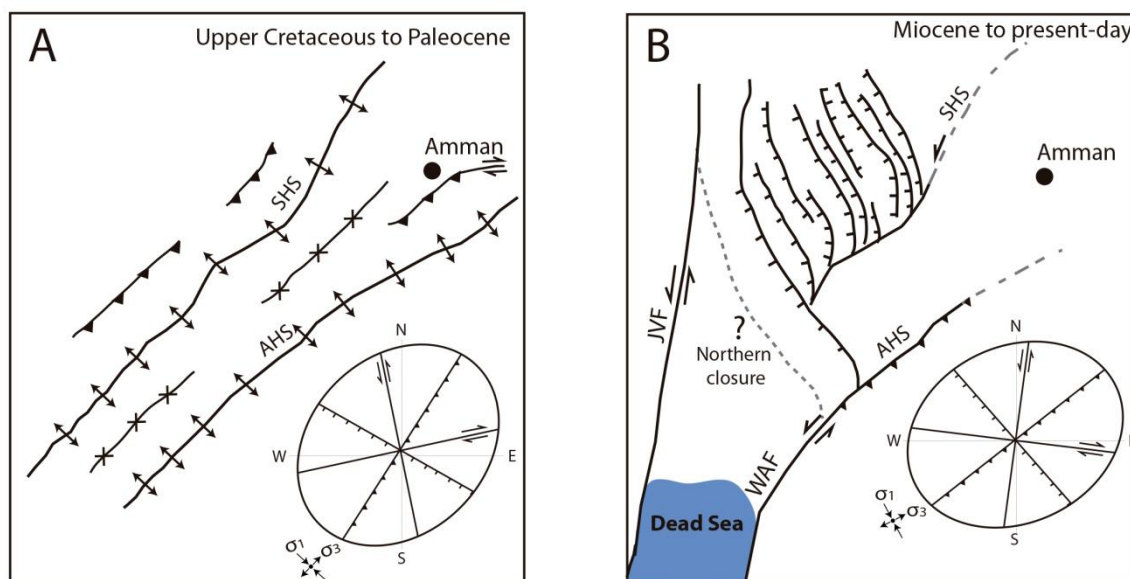 A
Upper Cretaceous to Paleocene
Amman
SHS
AHS
N
W
E
S
σ1
σ3
B
Miocene to present-day
SHS
Amman
JVF
?
Northern
closure
AHS
N
W
S
WAF
Dead Sea
σ1
σ3